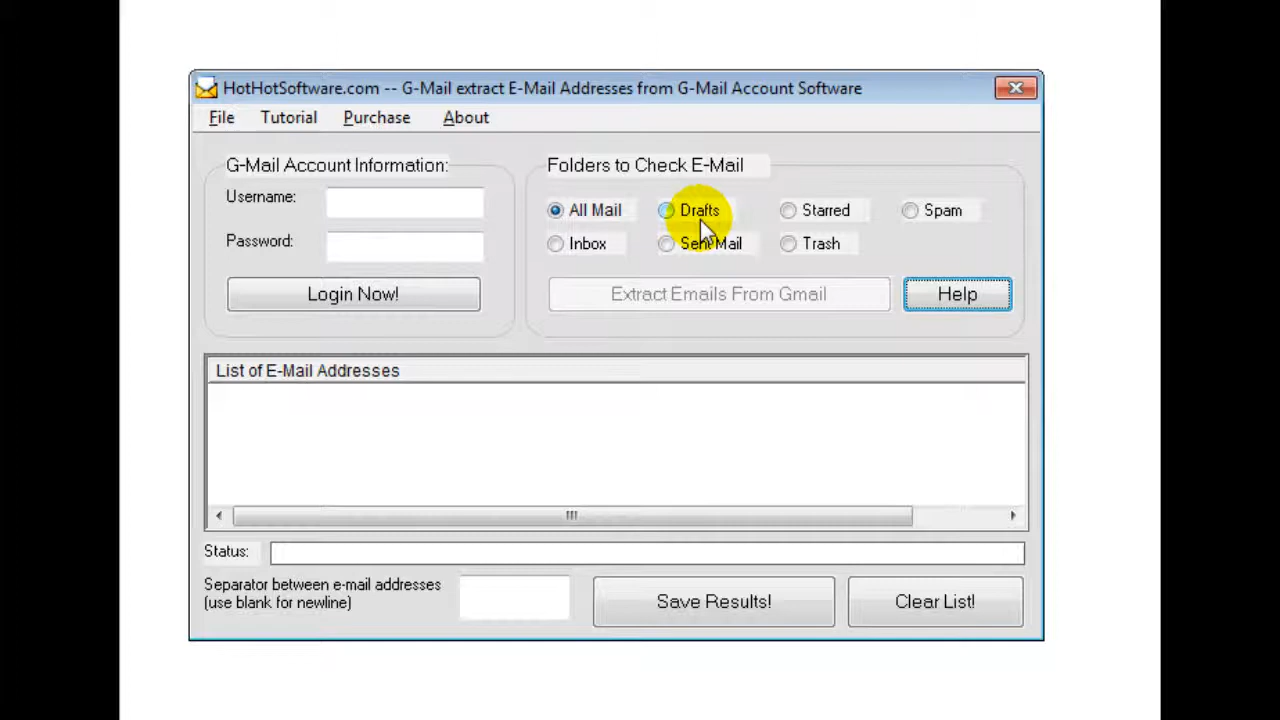 HotHotSoftware.com -- G-Mail extract E-Mail Addresses from G-Mail Account Software
File Tutorial Purchase About
G-Mail Account Information:
Username:
Password:
Login Now!
Folders to Check E-Mail
All Mail Drafts Starred Spam
Inbox Sent Mail Trash
Extract Emails From Gmail Help
List of E-Mail Addresses
Status:
Separator between e-mail addresses
(use blank for newline)
Save Results! Clear List!